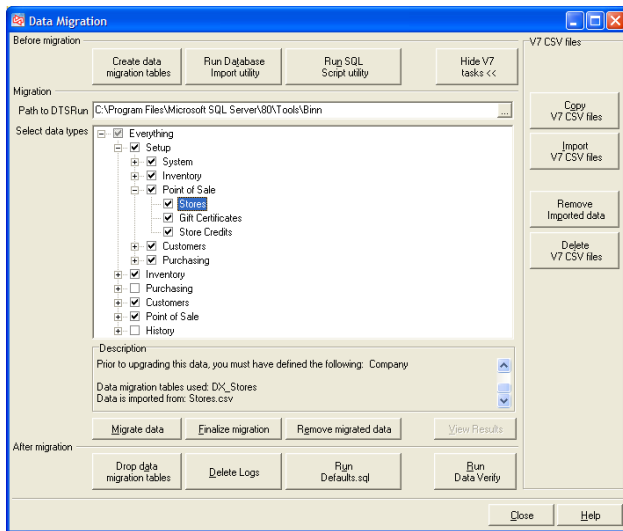 Data Migration
Before migration
V7 CSV files
Create data
migration tables
Run Database
Import utility
Run SQL
Script utility
Hide V7
tasks <<
Migration
Path to DTSRun
C:\Program Files\Microsoft SQL Server\80\Tools\Binn
...
Copy
V7 CSV files
Select data types
Everything
Setup
System
Inventory
Point of Sale
Stores
Gift Certificates
Store Credits
Customers
Purchasing
Inventory
Purchasing
Customers
Point of Sale
History
Import
V7 CSV files
Remove
Imported data
Delete
V7 CSV files
Description
Prior to upgrading this data, you must have defined the following: Company
Data migration tables used: DX_Stores
Data is imported from: Stores.csv
Migrate data
Finalize migration
Remove migrated data
View Results
After migration
Drop data
migration tables
Delete Logs
Run
Defaults.sql
Run
Data Verify
Close
Help